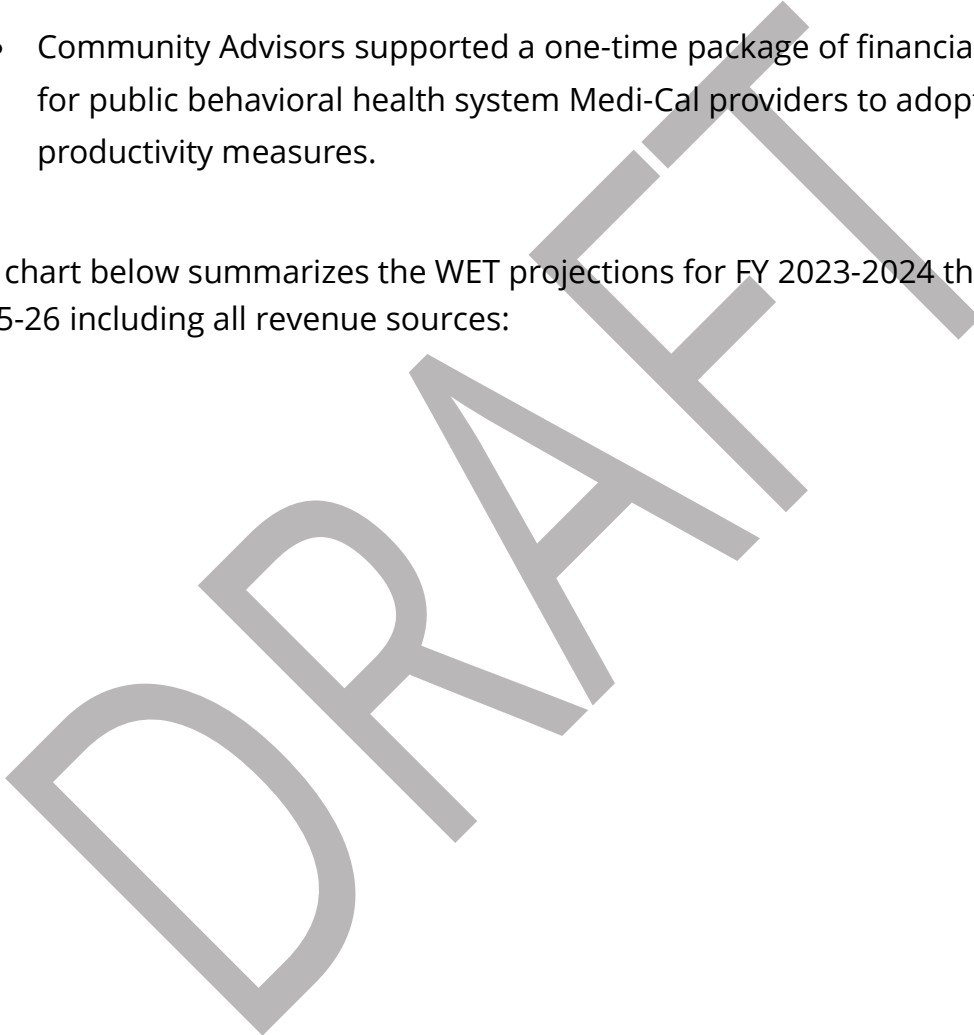 • Community Advisors supported a one-time package of financia
for public behavioral health system Medi-Cal providers to adopt
productivity measures.
chart below summarizes the WET projections for FY 2023-2024 th
5-26 including all revenue sources:
DRAFT